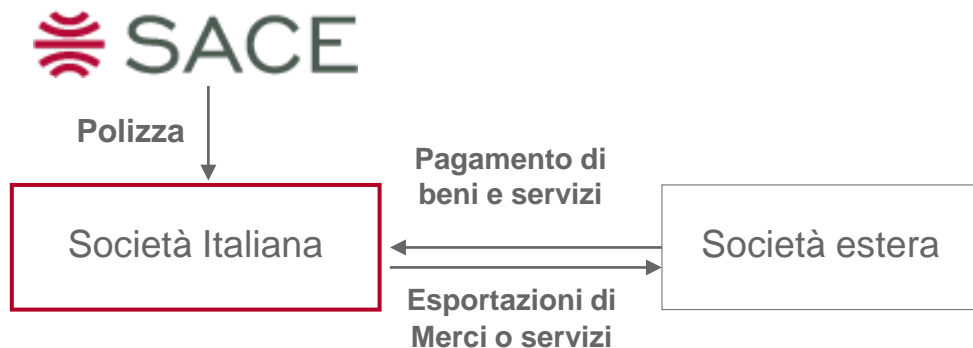 SACE
Polizza
Pagamento di
beni e servizi
Società Italiana
Società estera
Esportazioni di
Merci o servizi